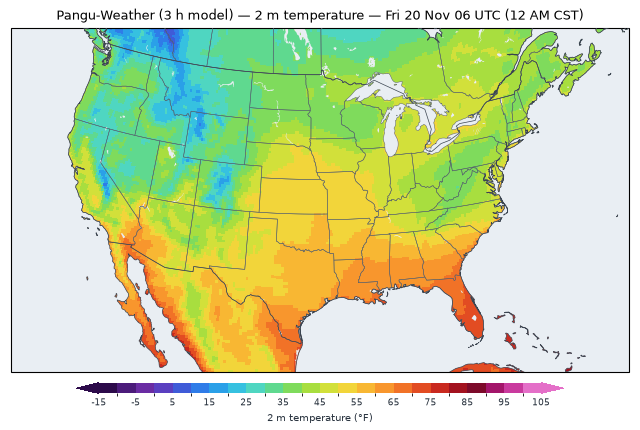 Pangu-Weather (3 h model) — 2 m temperature — Fri 20 Nov 06 UTC (12 AM CST)
-15 -5 5 15 25 35 45 55 65 75 85 95 105
2 m temperature (°F)